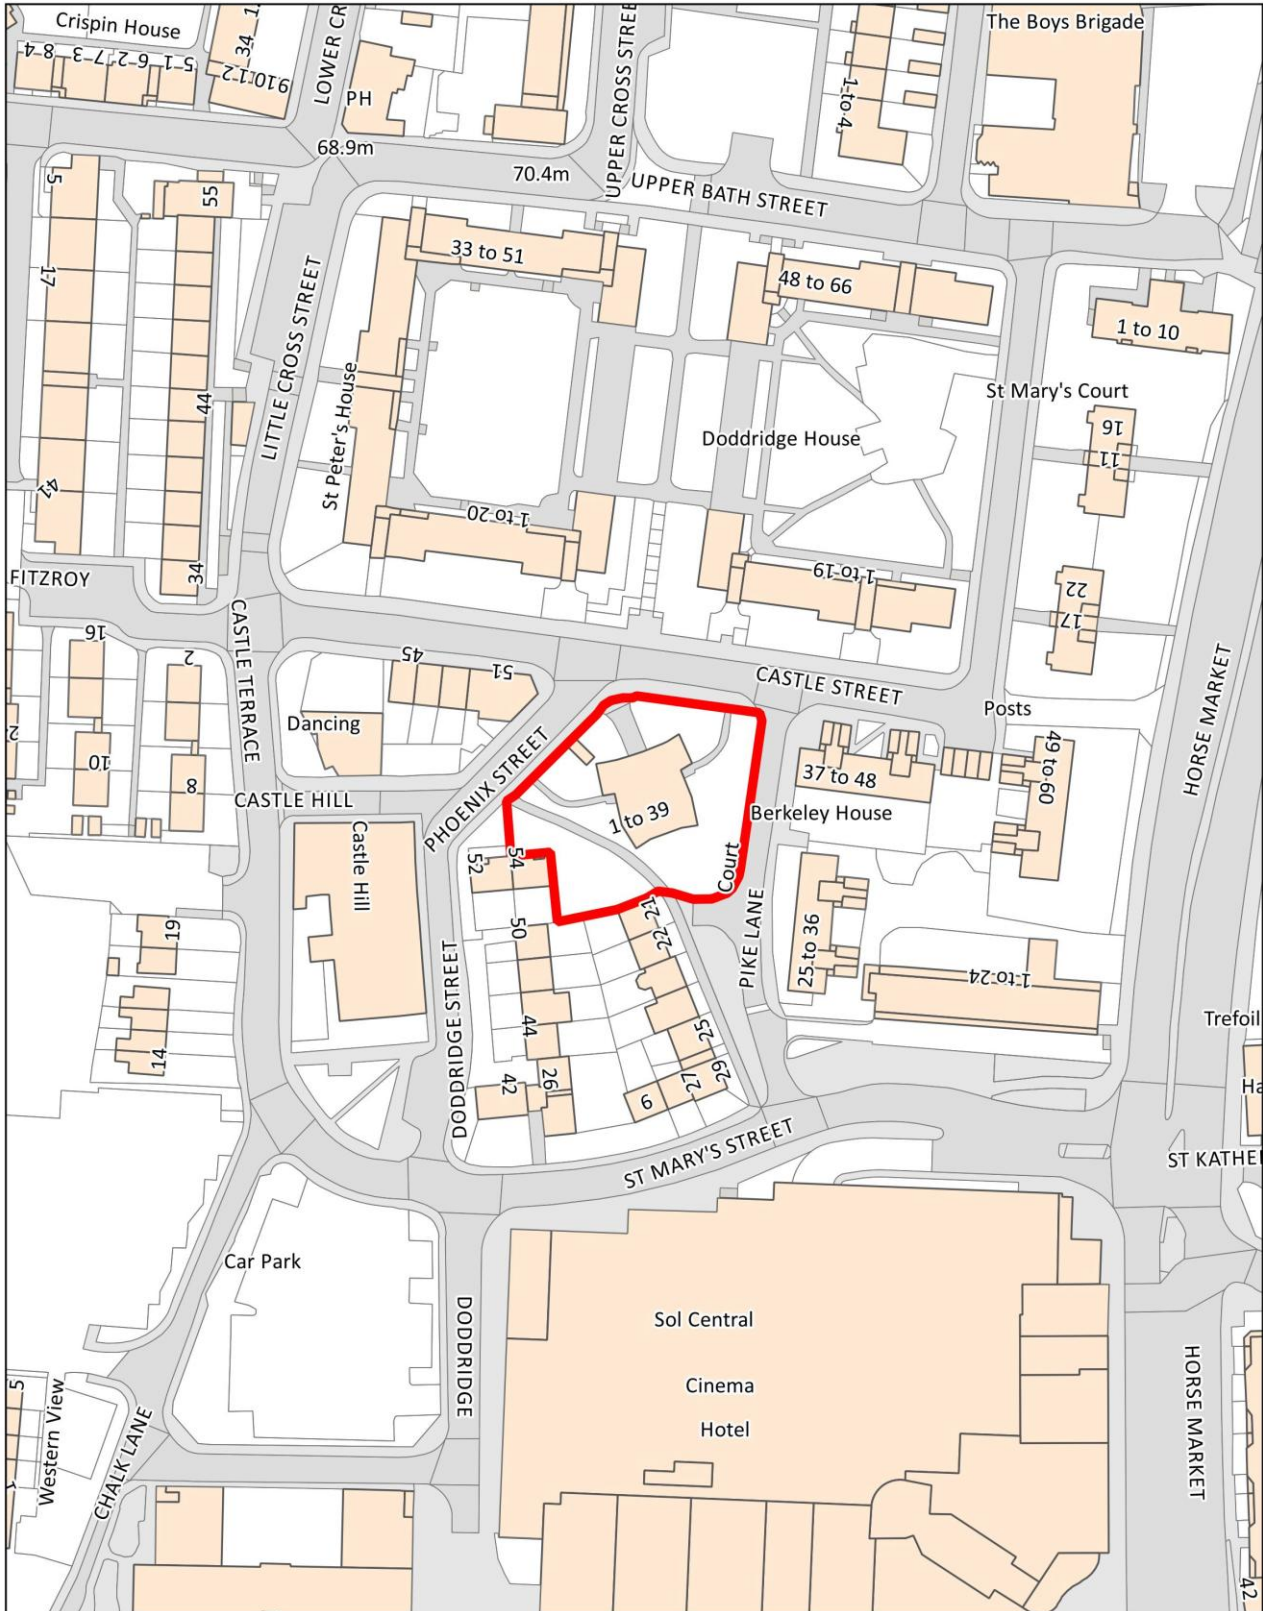 Crispin House
34
LOWER CR
The Boys Brigade
8 4
7 3
6 2
5 1
9 10 1 2
PH
68.9m
70.4m
UPPER CROSS STREE
UPPER BATH STREET
1 to 4
5
55
17
33 to 51
48 to 66
1 to 10
LITTLE CROSS STREET
St Peter's House
44
St Mary's Court
16
11
Doddridge House
41
1 to 20
1 to 19
34
FITZROY
22
17
CASTLE TERRACE
16
2
45
51
CASTLE STREET
HORSE MARKET
Dancing
Posts
49 to 60
10
8
PHOENIX STREET
37 to 48
CASTLE HILL
Castle Hill
1 to 39
Berkeley House
Court
52
54
50
21
22
PIKE LANE
25 to 36
1 to 24
19
14
DODDRIDGE STREET
44
25
Trefoil
42
26
29
27
9
Ha
ST MARY'S STREET
ST KATHE
Car Park
Sol Central
DODDRIDGE
Cinema
Hotel
HORSE MARKET
5
Western View
CHALK LANE
1
42